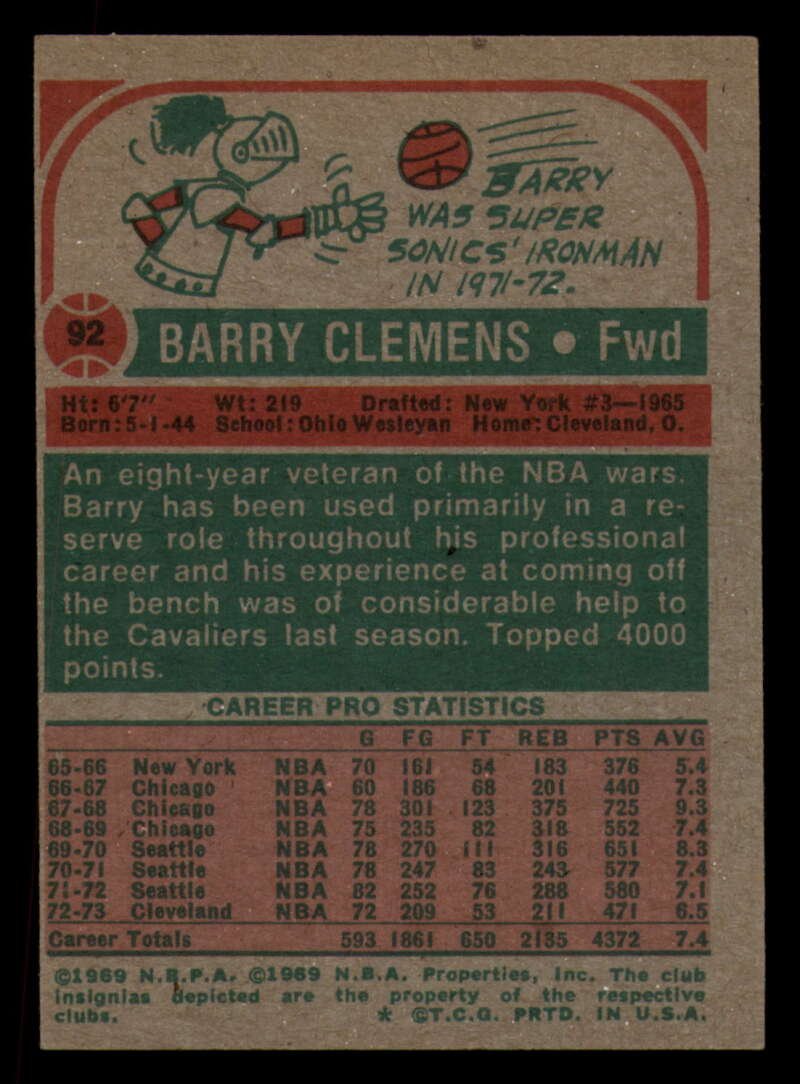 BARRY
WAS SUPER
SONICS' IRONMAN
IN 1971-72.
92 BARRY CLEMENS • Fwd
Ht: 6'7" Wt: 219 Drafted: New York #3—1965
Born: 5-1-44 School: Ohio Wesleyan Home: Cleveland, O.
An eight-year veteran of the NBA wars.
Barry has been used primarily in a re-
serve role throughout his professional
career and his experience at coming off
the bench was of considerable help to
the Cavaliers last season. Topped 4000
points.
CAREER PRO STATISTICS
G FG FT REB PTS AVG
65-66 New York NBA 70 161 54 183 376 5.4
66-67 Chicago NBA 60 186 68 201 440 7.3
67-68 Chicago NBA 78 301 123 375 725 9.3
68-69 Chicago NBA 75 235 82 318 552 7.4
69-70 Seattle NBA 78 270 111 316 651 8.3
70-71 Seattle NBA 78 247 83 243 577 7.4
71-72 Seattle NBA 82 252 76 288 580 7.1
72-73 Cleveland NBA 72 209 53 211 471 6.5
Career Totals 593 1861 650 2135 4372 7.4
©1969 N.B.P.A. ©1969 N.B.A. Properties, Inc. The club
insignias depicted are the property of the respective
clubs. * ©T.C.G. PRTD. IN U.S.A.